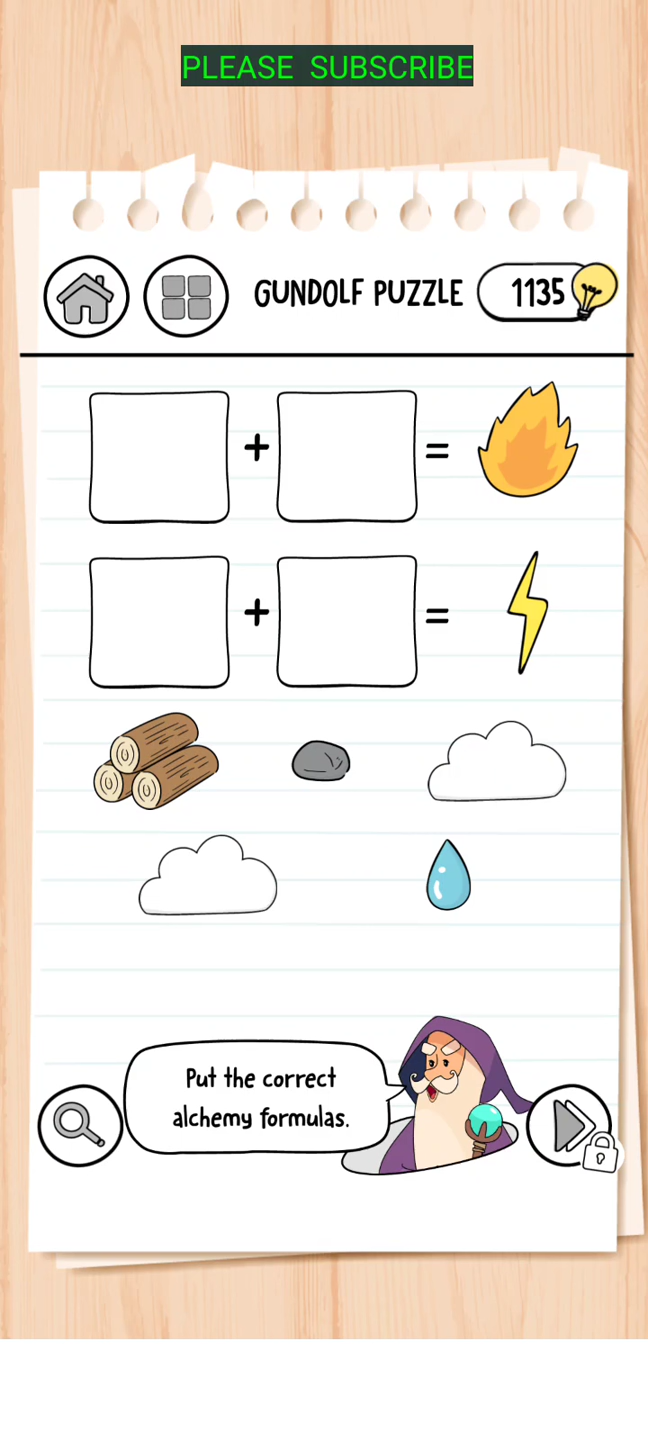 PLEASE SUBSCRIBE
GUNDOLF PUZZLE 1135
+ =
+ =
Put the correct
alchemy formulas.